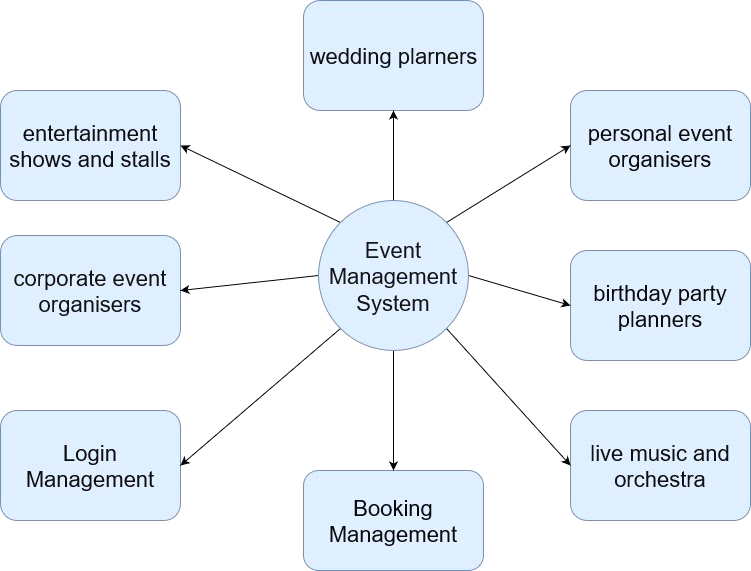 wedding plarners
entertainment
shows and stalls
personal event
organisers
Event
Management
System
corporate event
organisers
birthday party
planners
Login
Management
live music and
orchestra
Booking
Management